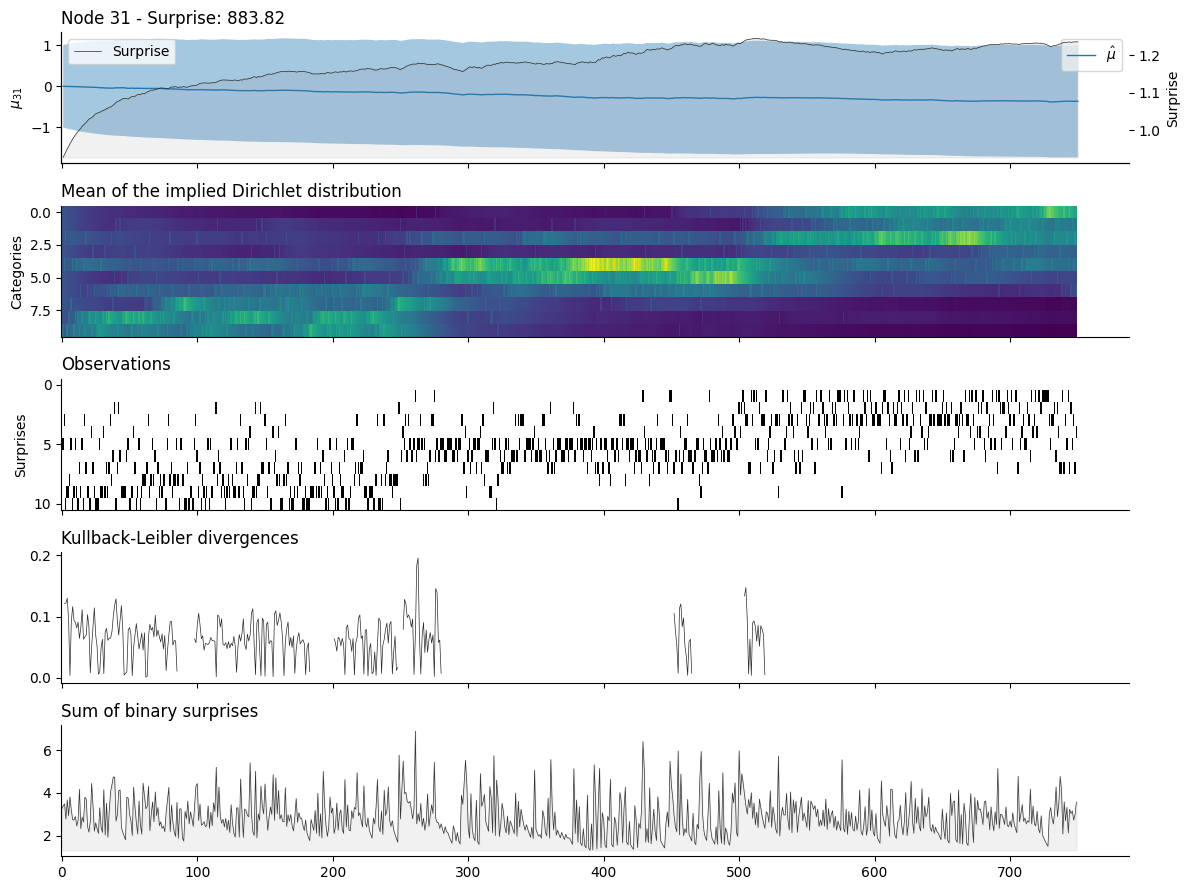 Node 31 - Surprise: 883.82
Surprise
μ̂
1
0
−1
μ31
1.2
1.1
1.0
Surprise
Mean of the implied Dirichlet distribution
0.0
2.5
5.0
7.5
Categories
Observations
0
5
10
Surprises
Kullback-Leibler divergences
0.2
0.1
0.0
Sum of binary surprises
6
4
2
0 100 200 300 400 500 600 700